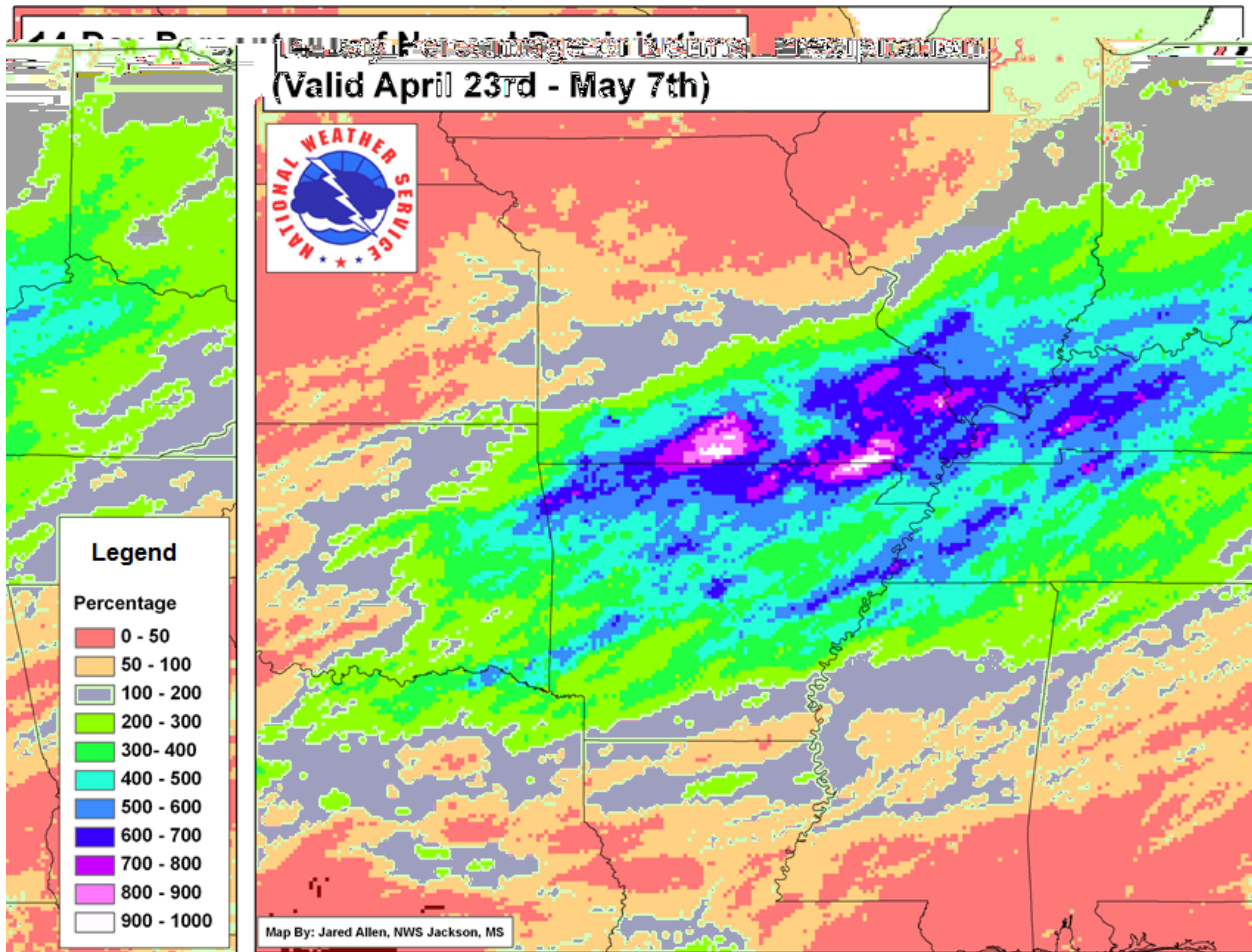 (Valid April 23rd - May 7th)
NATIONAL WEATHER SERVICE
Legend
Percentage
0 - 50
50 - 100
100 - 200
200 - 300
300- 400
400 - 500
500 - 600
600 - 700
700 - 800
800 - 900
900 - 1000
Map By: Jared Allen, NWS Jackson, MS